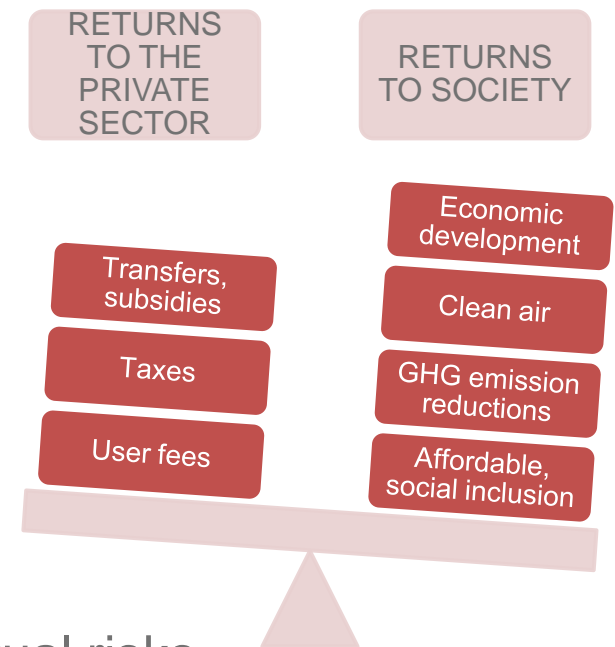 RETURNS
TO THE
PRIVATE
SECTOR
RETURNS
TO SOCIETY
Transfers,
subsidies
Taxes
User fees
Economic
development
Clean air
GHG emission
reductions
Affordable,
social inclusion
risks